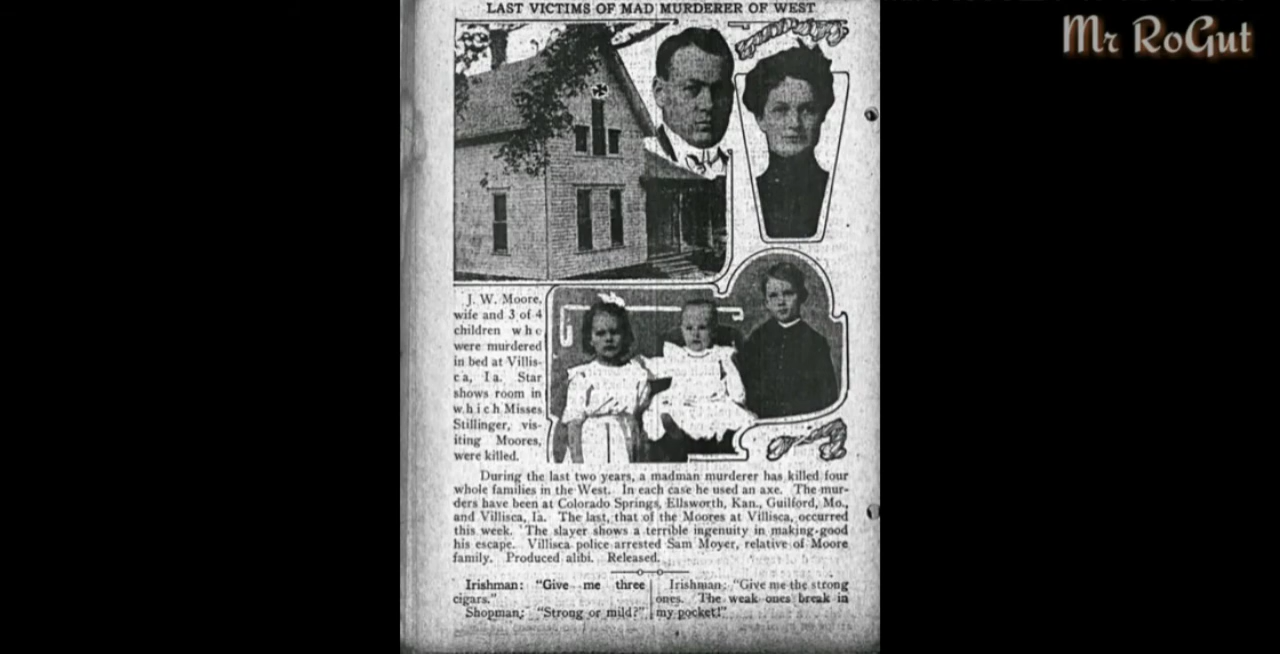 LAST VICTIMS OF MAD MURDERER OF WEST
Mr RoGut
J. W. Moore,
wife and 3 of 4
children who
were murdered
in bed at Villis-
ca, Ia. Star
shows room in
which Misses
Stillinger, vis-
iting Moores,
were killed.
During the last two years, a madman murderer has killed four
whole families in the West. In each case he used an axe. The mur-
ders have been at Colorado Springs, Ellsworth, Kan., Guilford, Mo.,
and Villisca, Ia. The last, that of the Moores at Villisca, occurred
this week. The slayer shows a terrible ingenuity in making good
his escape. Villisca police arrested Sam Moyer, relative of Moore
family. Produced alibi. Released.
Irishman: "Give me three
cigars."
Shopman: "Strong or mild?"
Irishman: "Give me the strong
ones. The weak ones break in
my pocket!"